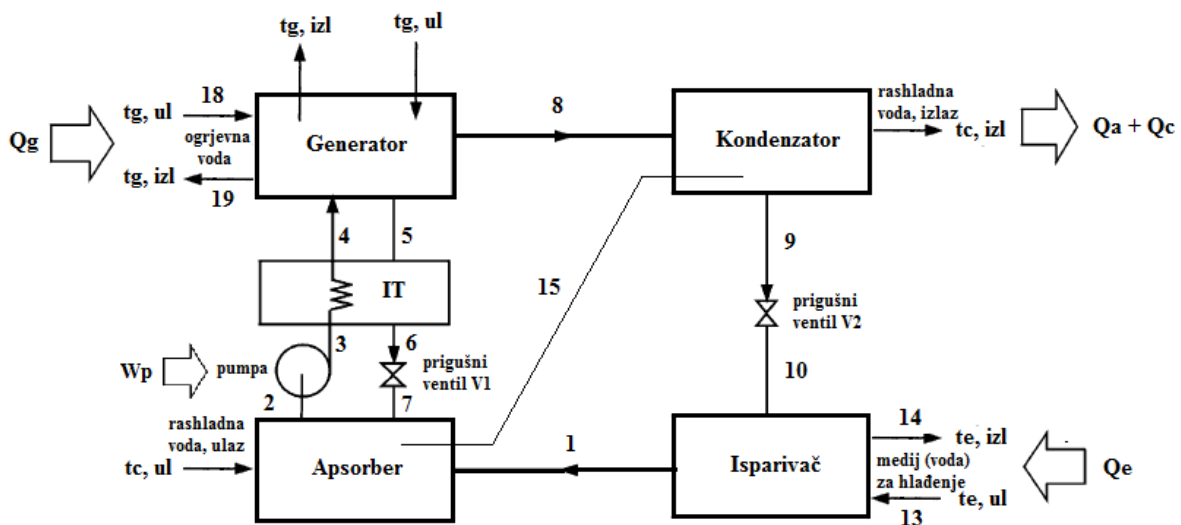 tg, izl
tg, ul
18
tg, ul
Generator
8
Kondenzator
rashladna
voda, izlaz
tc, izl
Qa + Qc
Qg
ogrjevna
voda
tg, izl
19
4
5
9
IT
15
prigušni
ventil V2
3
6
Wp
pumpa
prigušni
ventil V1
10
2
7
rashladna
voda, ulaz
tc, ul
Apsorber
1
Isparivač
14
te, izl
medij (voda)
za hlađenje
te, ul
13
Qe